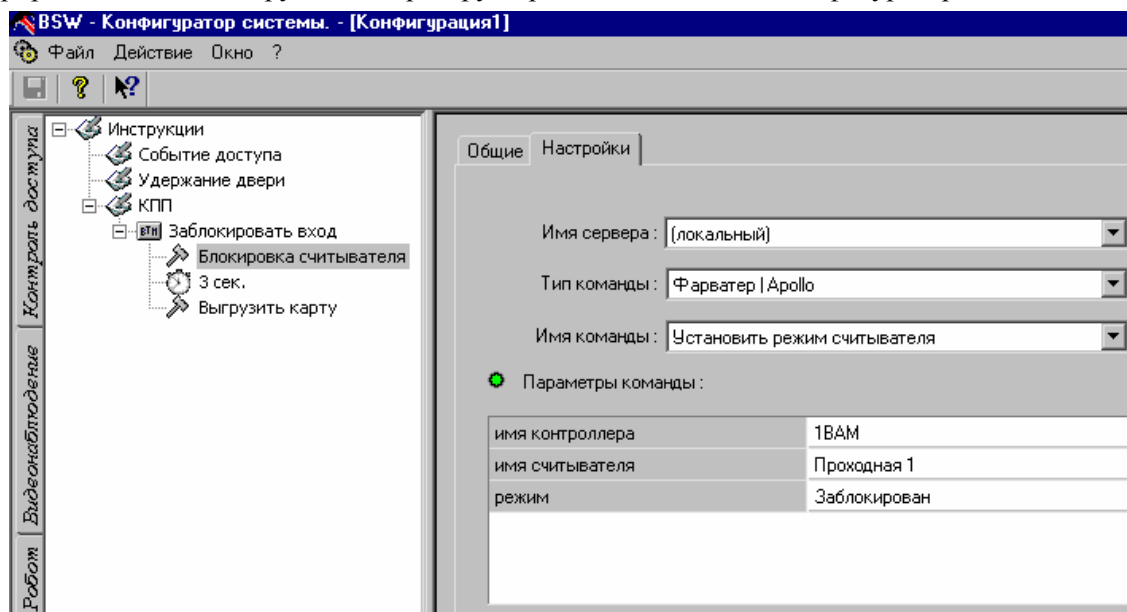 BSW - Конфигуратор системы. - [Конфигурация1]
Файл Действие Окно ?
Контроль доступа
Видеонаблюдение
Робот
Инструкции
Событие доступа
Удержание двери
КПП
Заблокировать вход
Блокировка считывателя
3 сек.
Выгрузить карту
Общие Настройки
Имя сервера : (локальный)
Тип команды : Фарватер | Apollo
Имя команды : Установить режим считывателя
Параметры команды :
имя контроллера 1BAM
имя считывателя Проходная 1
режим Заблокирован